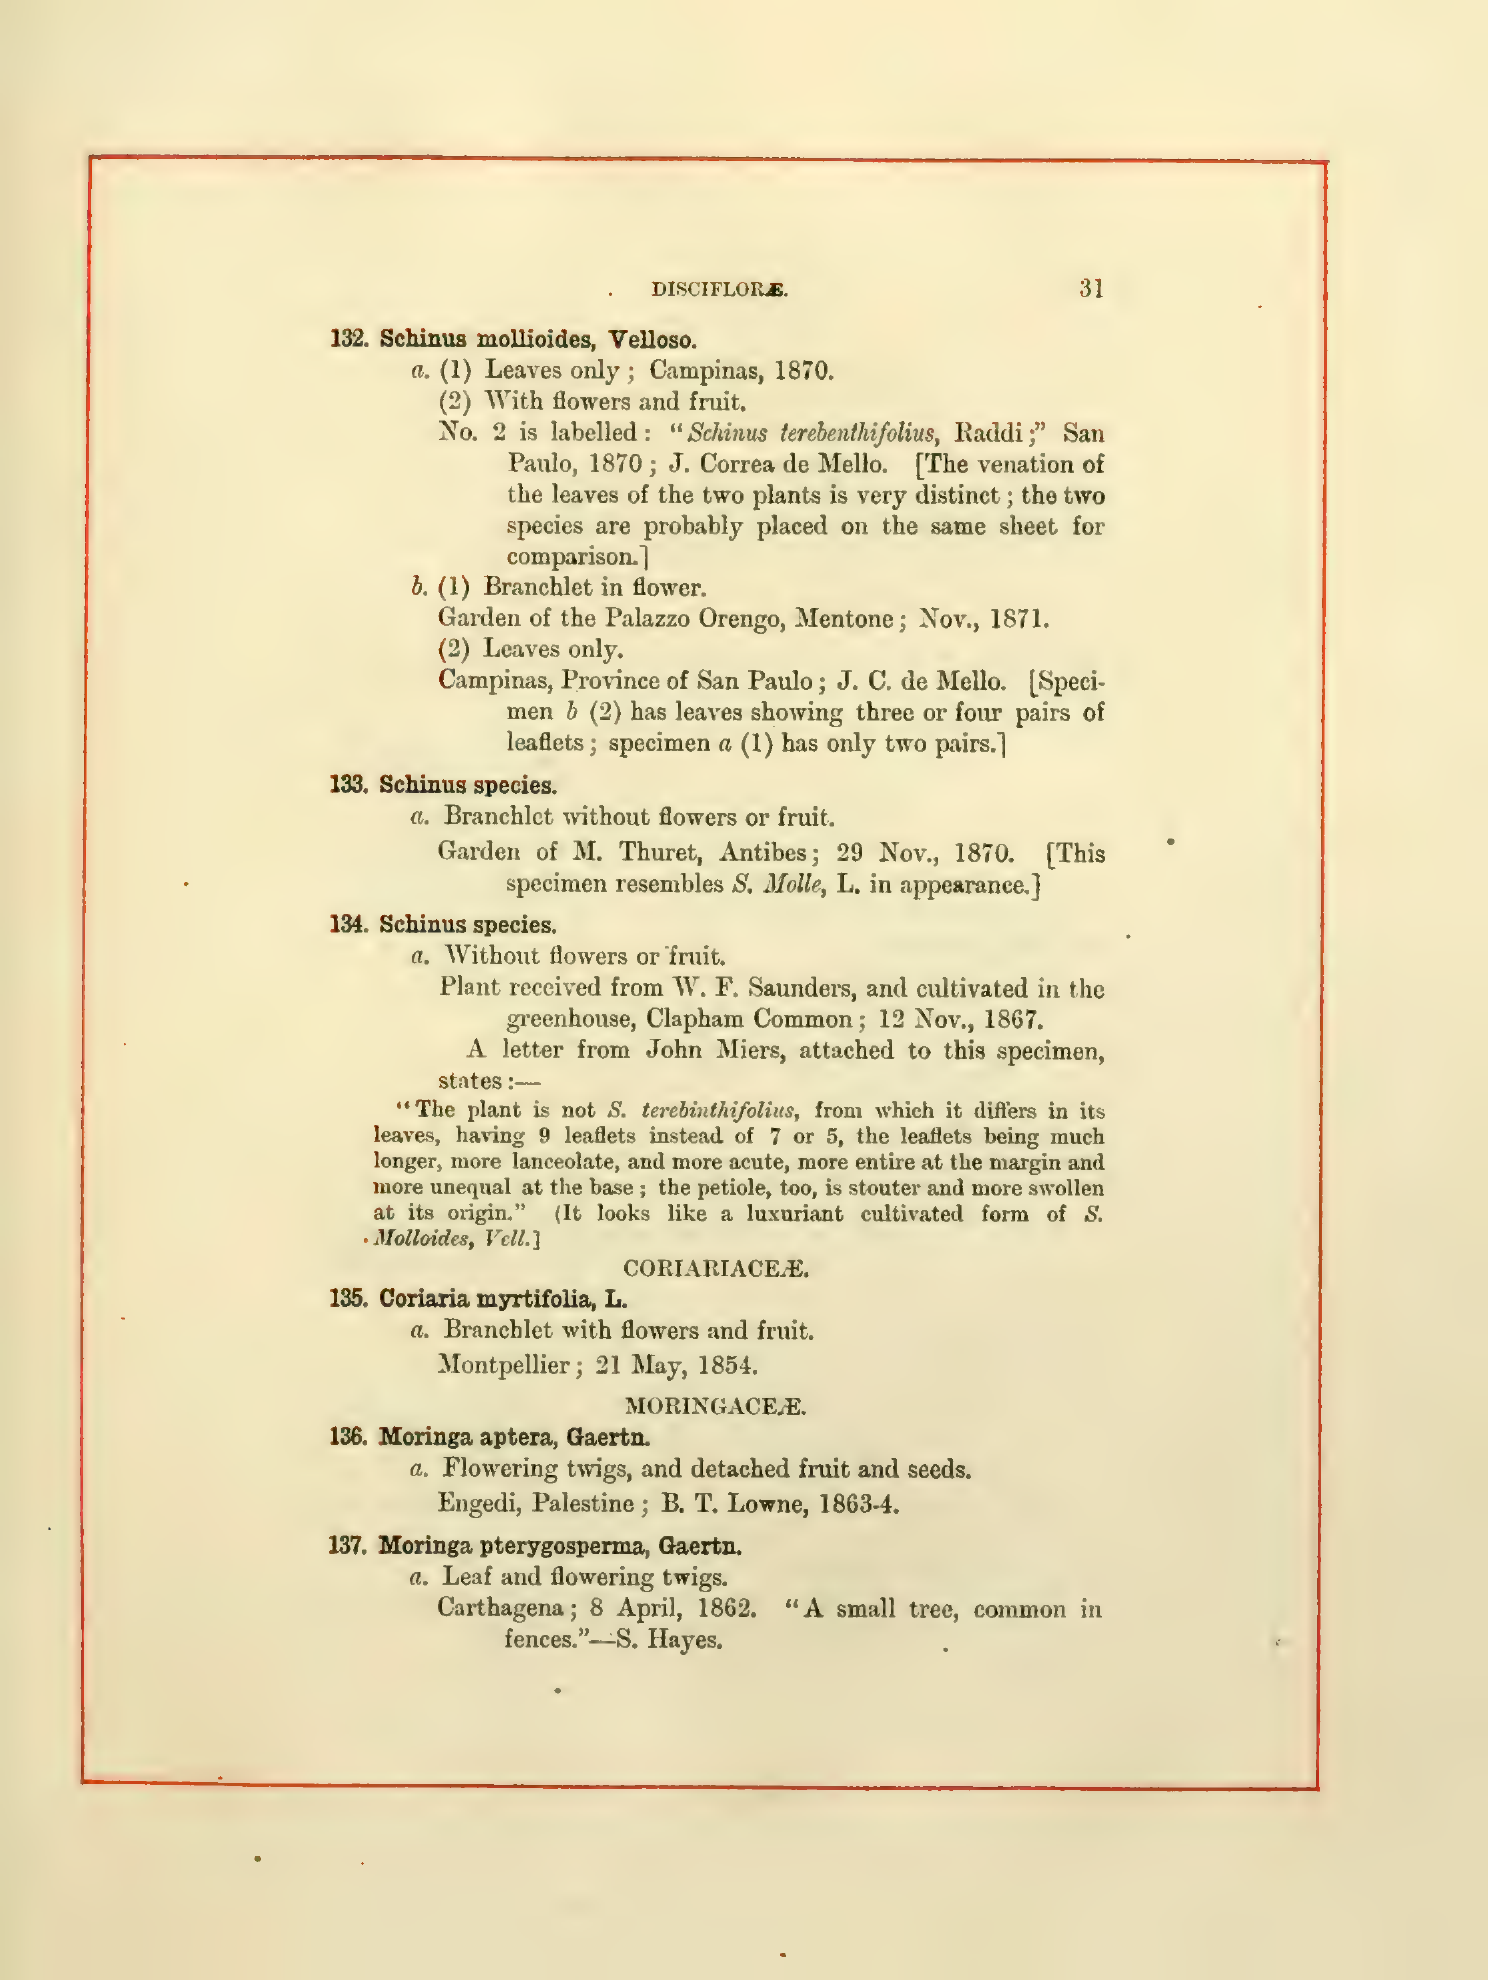 DISCIFLORÆ. 31
132. Schinus mollioides, Velloso.
a. (1) Leaves only ; Campinas, 1870.
(2) With flowers and fruit.
No. 2 is labelled : “Schinus terebenthifolius, Raddi ;” San
Paulo, 1870 ; J. Correa de Mello. [The venation of
the leaves of the two plants is very distinct ; the two
species are probably placed on the same sheet for
comparison.]
b. (1) Branchlet in flower.
Garden of the Palazzo Orengo, Mentone ; Nov., 1871.
(2) Leaves only.
Campinas, Province of San Paulo ; J. C. de Mello. [Speci-
men b (2) has leaves showing three or four pairs of
leaflets ; specimen a (1) has only two pairs.]
133. Schinus species.
a. Branchlet without flowers or fruit.
Garden of M. Thuret, Antibes ; 29 Nov., 1870. [This
specimen resembles S. Molle, L. in appearance.]
134. Schinus species.
a. Without flowers or fruit.
Plant received from W. F. Saunders, and cultivated in the
greenhouse, Clapham Common ; 12 Nov., 1867.
A letter from John Miers, attached to this specimen,
states :—
“The plant is not S. terebinthifolius, from which it differs in its
leaves, having 9 leaflets instead of 7 or 5, the leaflets being much
longer, more lanceolate, and more acute, more entire at the margin and
more unequal at the base ; the petiole, too, is stouter and more swollen
at its origin.” (It looks like a luxuriant cultivated form of S.
Molloides, Vell.]
CORIARIACEÆ.
135. Coriaria myrtifolia, L.
a. Branchlet with flowers and fruit.
Montpellier ; 21 May, 1854.
MORINGACEÆ.
136. Moringa aptera, Gaertn.
a. Flowering twigs, and detached fruit and seeds.
Engedi, Palestine ; B. T. Lowne, 1863-4.
137. Moringa pterygosperma, Gaertn.
a. Leaf and flowering twigs.
Carthagena ; 8 April, 1862. “A small tree, common in
fences.”—S. Hayes.